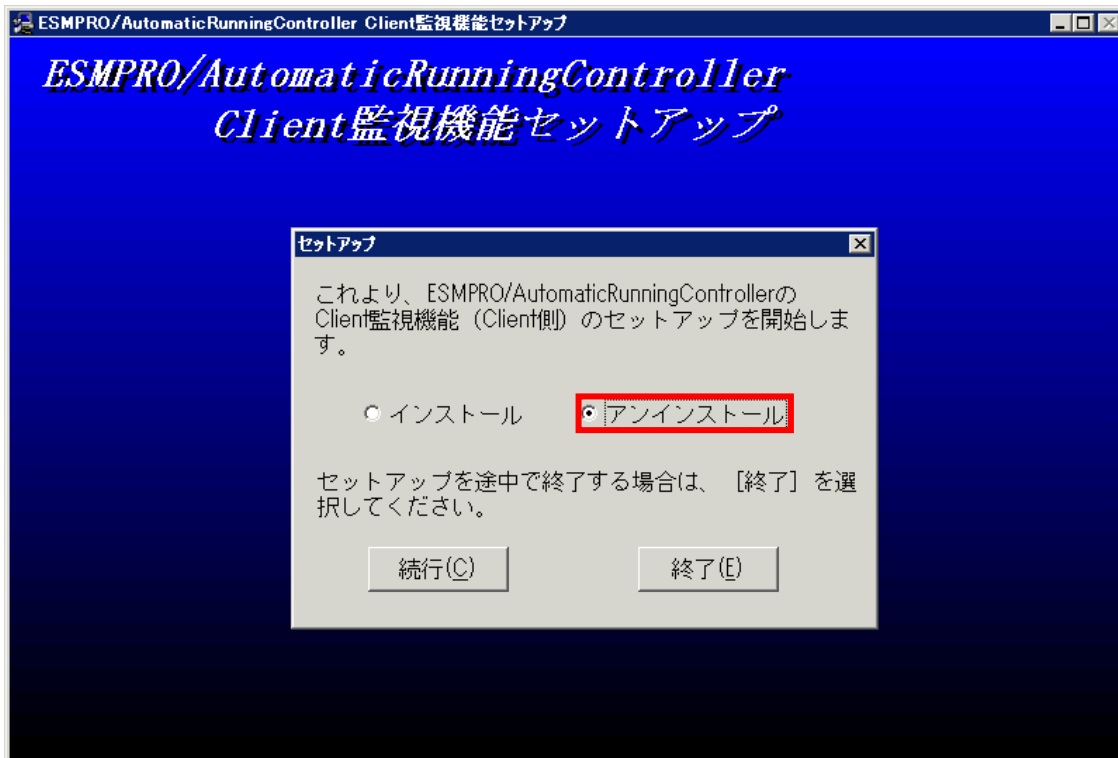 ESMPRO/AutomaticRunningController Client監視機能セットアップ
ESMPRO/AutomaticRunningController
Client監視機能セットアップ
セットアップ
これより、ESMPRO/AutomaticRunningControllerの
Client監視機能（Client側）のセットアップを開始しま
す。
インストール
アンインストール
セットアップを途中で終了する場合は、［終了］を選
択してください。
続行(C)
終了(E)